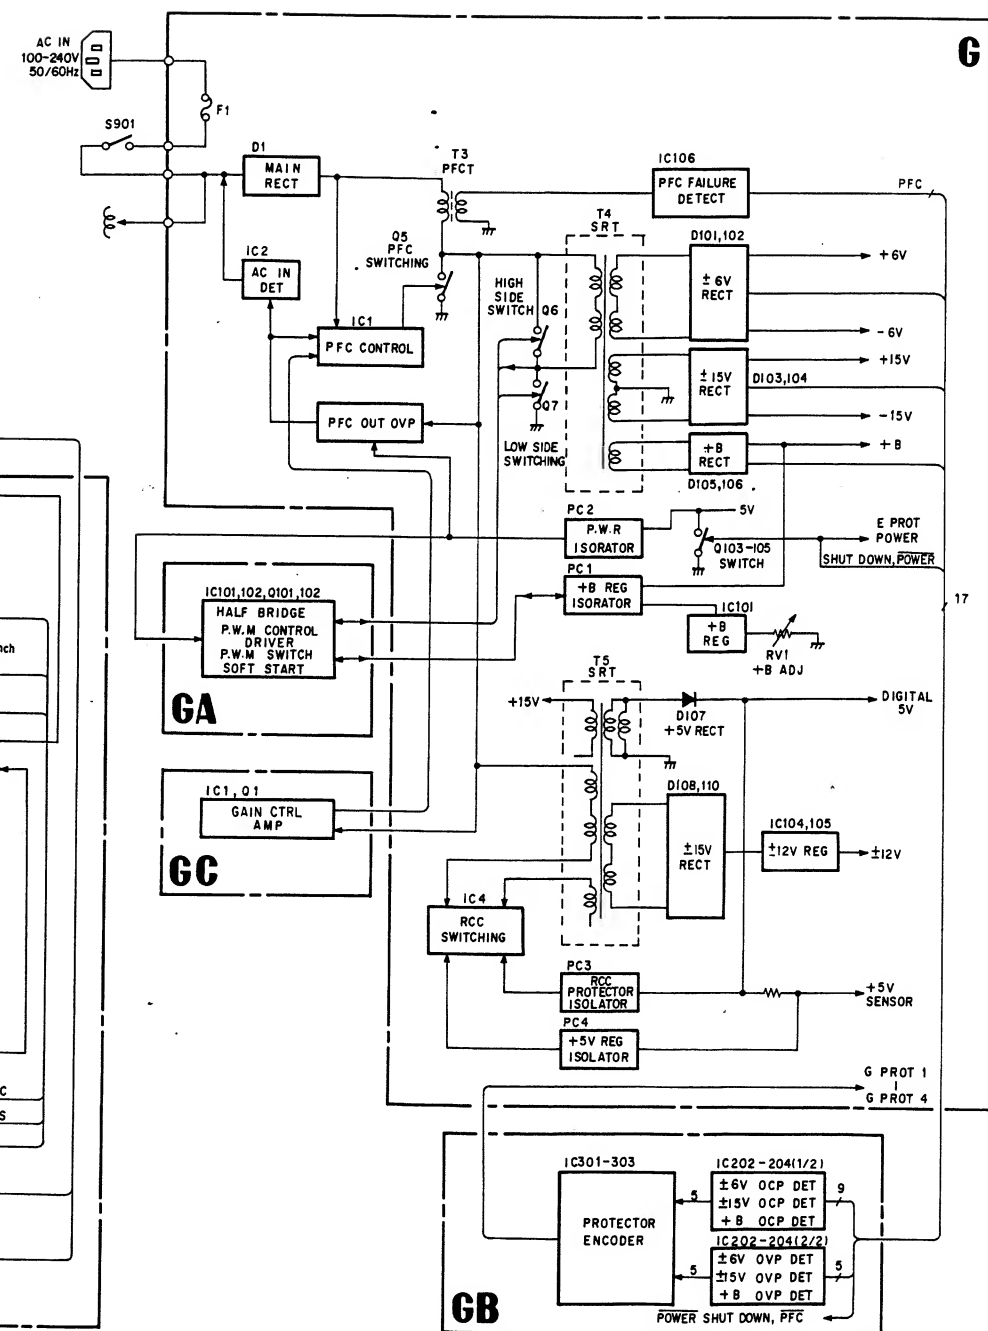 G
AC IN
100-240V
50/60Hz
F1
S901
D1
MAIN
RECT
T3
PFCT
IC106
PFC FAILURE
DETECT
PFC
T4
SRT
D101,102
±6V
RECT
+6V
-6V
Q5
PFC
SWITCHING
IC2
AC IN
DET
HIGH
SIDE
SWITCH
Q6
IC1
PFC CONTROL
±15V
RECT
D103,104
+15V
-15V
PFC OUT OVP
Q7
LOW SIDE
SWITCHING
+B
RECT
+B
D105,106
PC2
P.W.R
ISORATOR
5V
Q103-105
SWITCH
E PROT
POWER
SHUT DOWN, POWER
PC1
+B REG
ISORATOR
IC101
+B
REG
RV1
+B ADJ
17
IC101,102,Q101,102
HALF BRIDGE
P.W.M CONTROL
DRIVER
P.W.M SWITCH
SOFT START
GA
nch
T5
SRT
+15V
D107
+5V RECT
DIGITAL
5V
IC1,Q1
GAIN CTRL
AMP
GC
D108,110
±15V
RECT
IC104,105
±12V REG
±12V
IC4
RCC
SWITCHING
PC3
RCC
PROTECTOR
ISOLATOR
+5V
SENSOR
PC4
+5V REG
ISOLATOR
G PROT 1
|
G PROT 4
C
S
IC301-303
PROTECTOR
ENCODER
IC202-204(1/2)
±6V OCP DET
±15V OCP DET
+B OCP DET
5
9
IC202-204(2/2)
±6V OVP DET
±15V OVP DET
+B OVP DET
5
5
POWER SHUT DOWN, PFC
GB